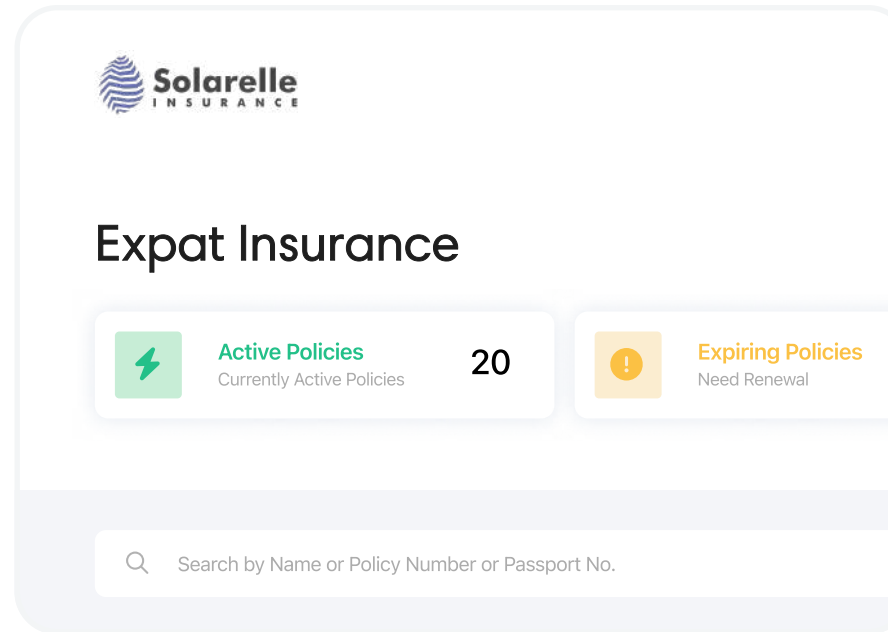 Solarelle
INSURANCE
Expat Insurance
Active Policies
Currently Active Policies
20
Expiring Policies
Need Renewal
Search by Name or Policy Number or Passport No.